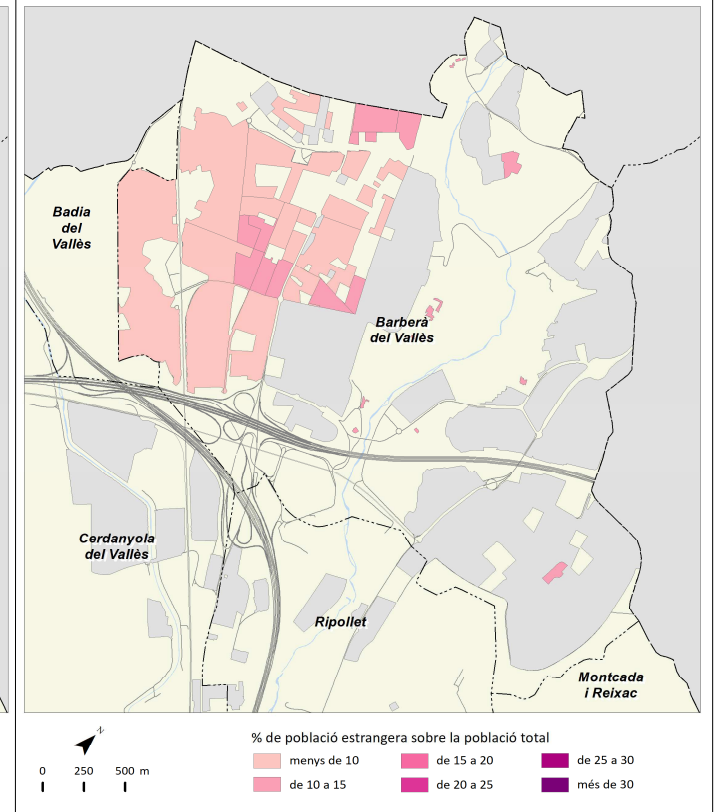 Badia
del
Vallès
Barberà
del Vallès
Cerdanyola
del Vallès
Ripollet
Montcada
i Reixac
N
0 250 500 m
% de població estrangera sobre la població total
menys de 10
de 15 a 20
de 25 a 30
de 10 a 15
de 20 a 25
més de 30